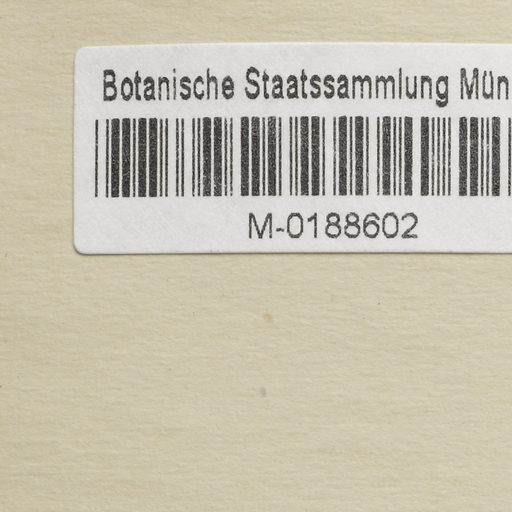 Botanische Staatssammlung Mün
M-0188602